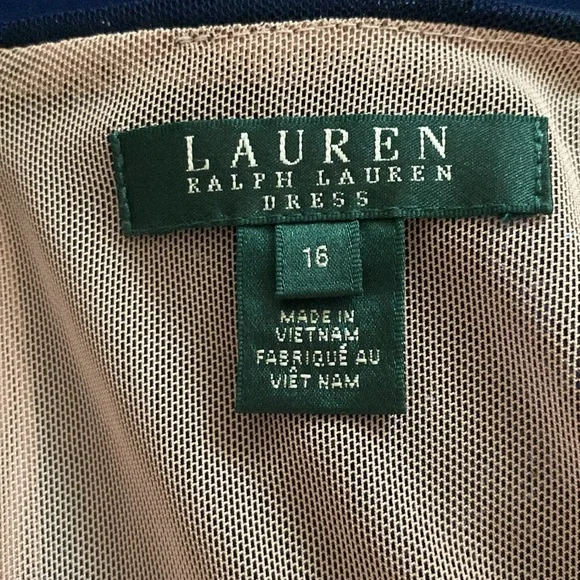 LAUREN
RALPH LAUREN
DRESS
16
MADE IN
VIETNAM
FABRIQUÉ AU
VIÊT NAM